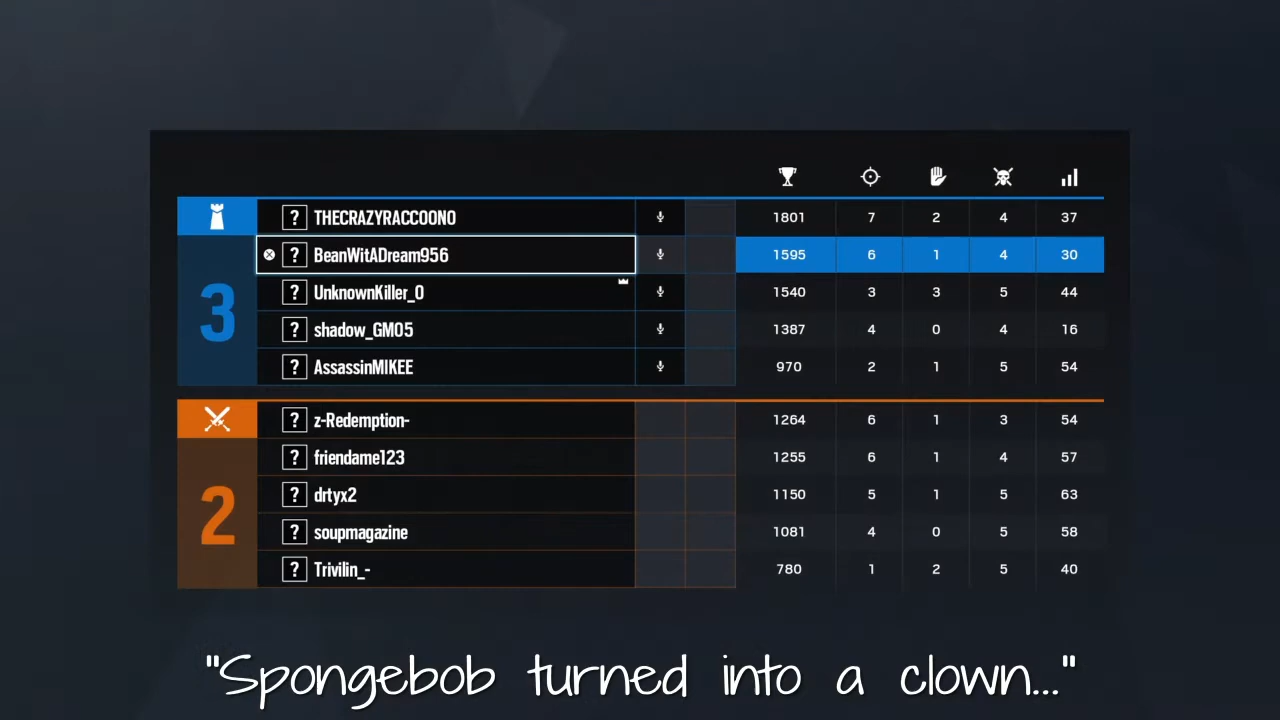 THECRAZYRACCOONO 1801 7 2 4 37
BeanWitADream956 1595 6 1 4 30
3
UnknownKiller_0 1540 3 3 5 44
shadow_GM05 1387 4 0 4 16
AssassinMIKEE 970 2 1 5 54
z-Redemption- 1264 6 1 3 54
friendame123 1255 6 1 4 57
2
drtyx2 1150 5 1 5 63
soupmagazine 1081 4 0 5 58
Trivilin_- 780 1 2 5 40
"Spongebob turned into a clown..."